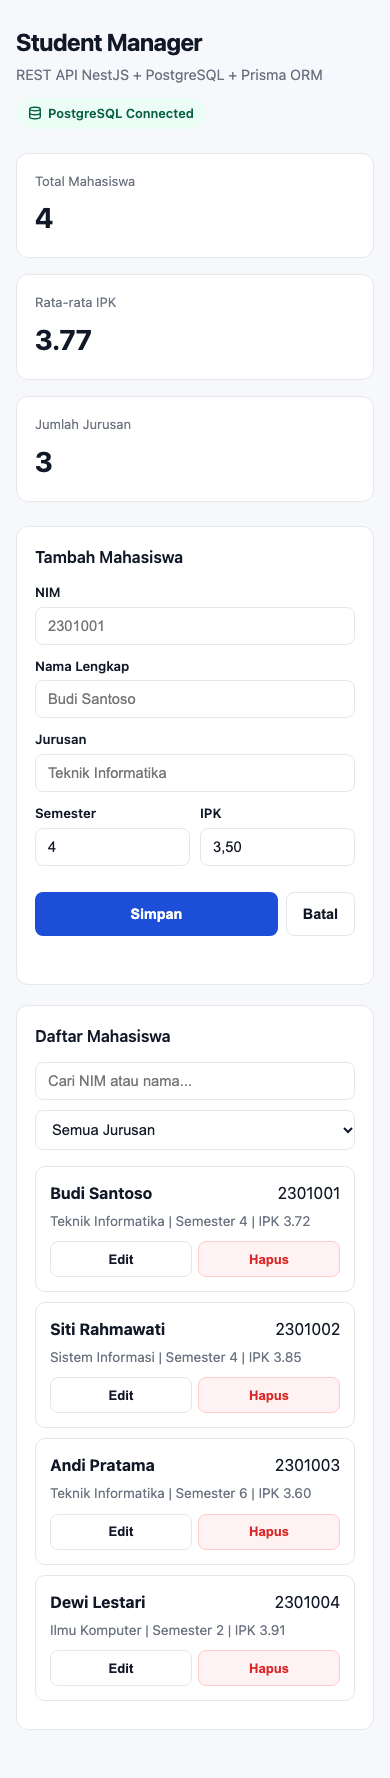 Student Manager
REST API NestJS + PostgreSQL + Prisma ORM
PostgreSQL Connected
Total Mahasiswa
4
Rata-rata IPK
3.77
Jumlah Jurusan
3
Tambah Mahasiswa
NIM
2301001
Nama Lengkap
Budi Santoso
Jurusan
Teknik Informatika
Semester IPK
4 3,50
Simpan Batal
Daftar Mahasiswa
Cari NIM atau nama...
Semua Jurusan
Budi Santoso 2301001
Teknik Informatika | Semester 4 | IPK 3.72
Edit Hapus
Siti Rahmawati 2301002
Sistem Informasi | Semester 4 | IPK 3.85
Edit Hapus
Andi Pratama 2301003
Teknik Informatika | Semester 6 | IPK 3.60
Edit Hapus
Dewi Lestari 2301004
Ilmu Komputer | Semester 2 | IPK 3.91
Edit Hapus